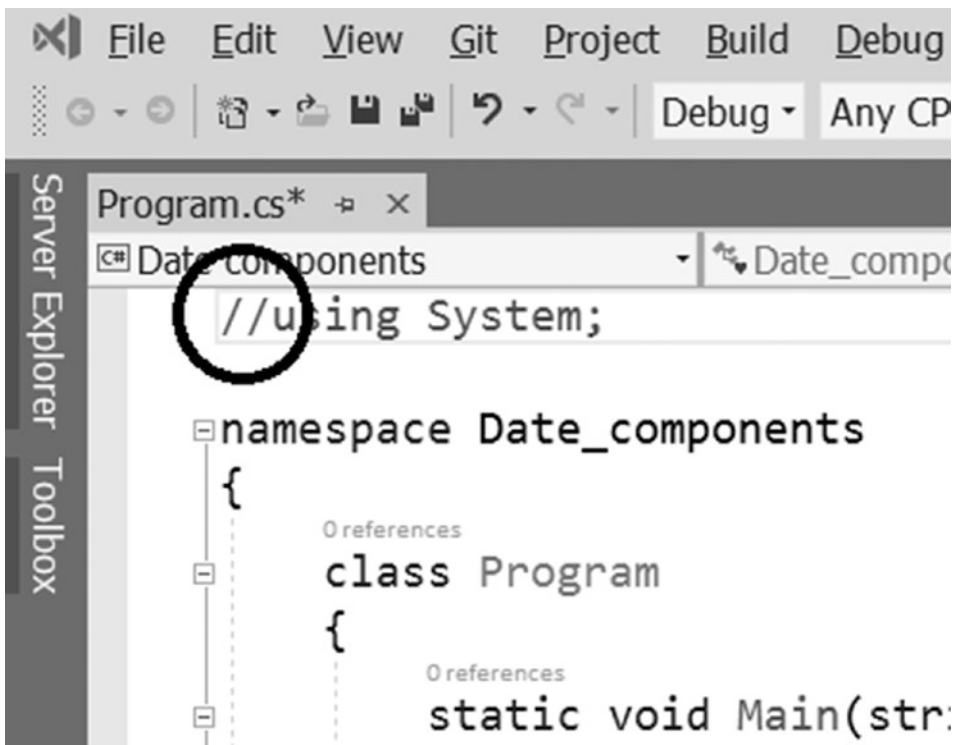 File Edit View Git Project Build Debug
Debug Any CP
Server Explorer
Toolbox
Program.cs*
C# Date components Date_compo
//using System;
namespace Date_components
{
0 references
class Program
{
0 references
static void Main(stri